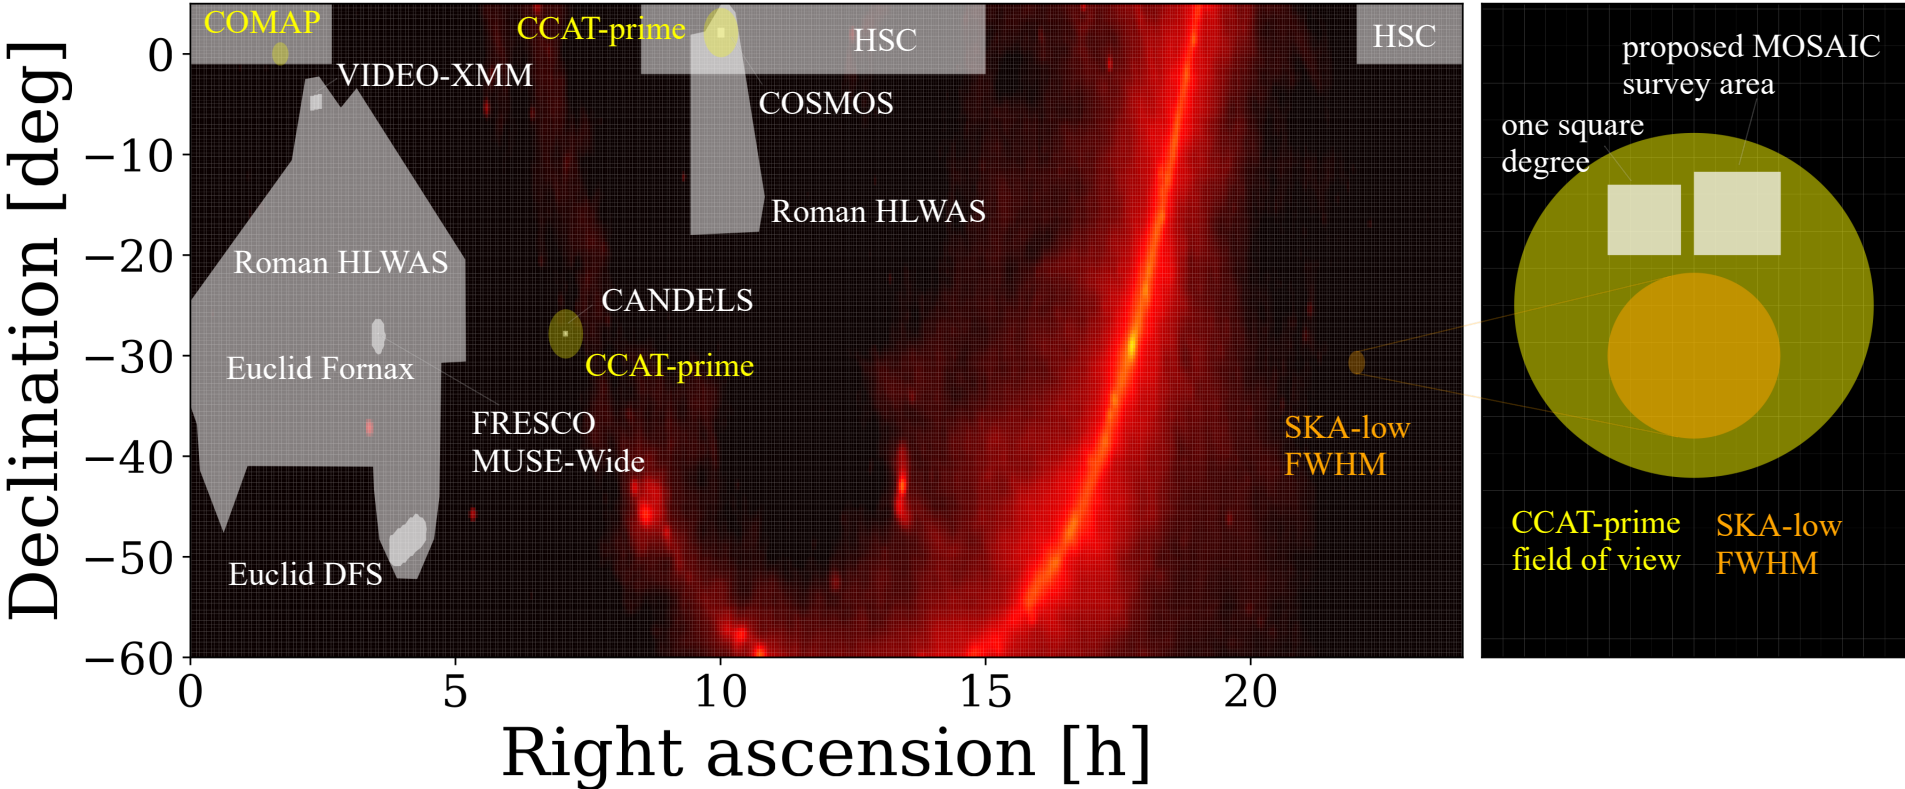 COMAP
CCAT-prime
HSC
HSC
VIDEO-XMM
COSMOS
Roman HLWAS
Roman HLWAS
CANDELS
CCAT-prime
Euclid Fornax
FRESCO
MUSE-Wide
SKA-low
FWHM
Euclid DFS
0
−10
−20
−30
−40
−50
−60
Declination [deg]
0
5
10
15
20
Right ascension [h]
proposed MOSAIC
survey area
one square
degree
CCAT-prime
field of view
SKA-low
FWHM